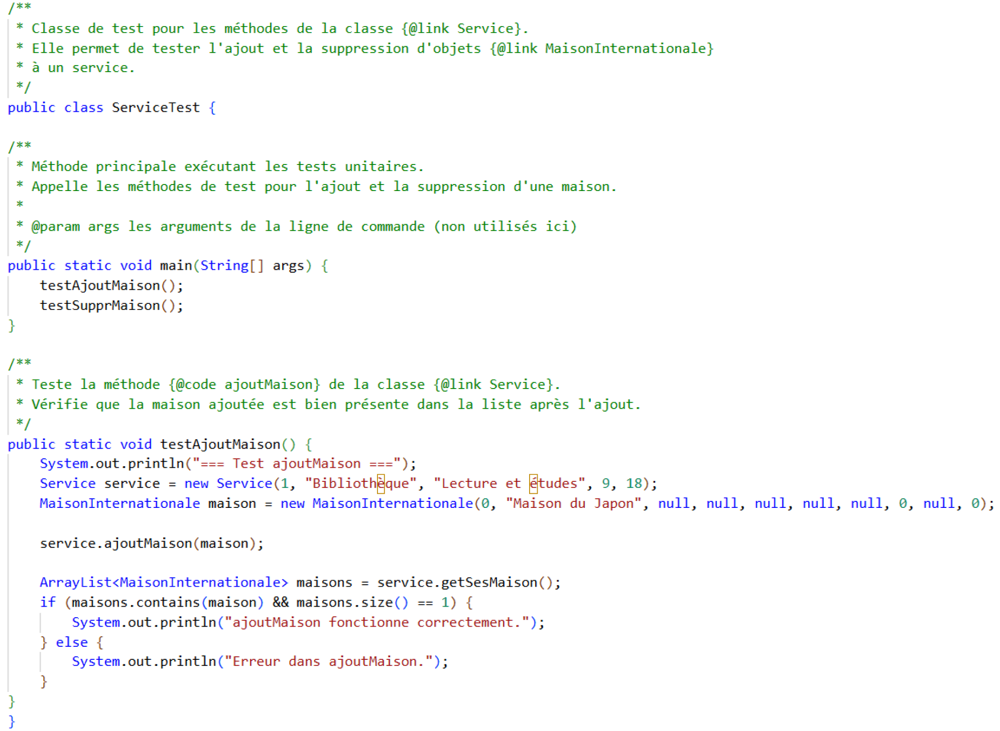 /**
 * Classe de test pour les méthodes de la classe {@link Service}.
 * Elle permet de tester l'ajout et la suppression d'objets {@link MaisonInternationale}
 * à un service.
 */
public class ServiceTest {

/**
 * Méthode principale exécutant les tests unitaires.
 * Appelle les méthodes de test pour l'ajout et la suppression d'une maison.
 *
 * @param args les arguments de la ligne de commande (non utilisés ici)
 */
public static void main(String[] args) {
    testAjoutMaison();
    testSupprMaison();
}

/**
 * Teste la méthode {@code ajoutMaison} de la classe {@link Service}.
 * Vérifie que la maison ajoutée est bien présente dans la liste après l'ajout.
 */
public static void testAjoutMaison() {
    System.out.println("=== Test ajoutMaison ===");
    Service service = new Service(1, "Bibliothèque", "Lecture et études", 9, 18);
    MaisonInternationale maison = new MaisonInternationale(0, "Maison du Japon", null, null, null, null, null, 0, null, 0);

    service.ajoutMaison(maison);

    ArrayList<MaisonInternationale> maisons = service.getSesMaison();
    if (maisons.contains(maison) && maisons.size() == 1) {
        System.out.println("ajoutMaison fonctionne correctement.");
    } else {
        System.out.println("Erreur dans ajoutMaison.");
    }
}
}